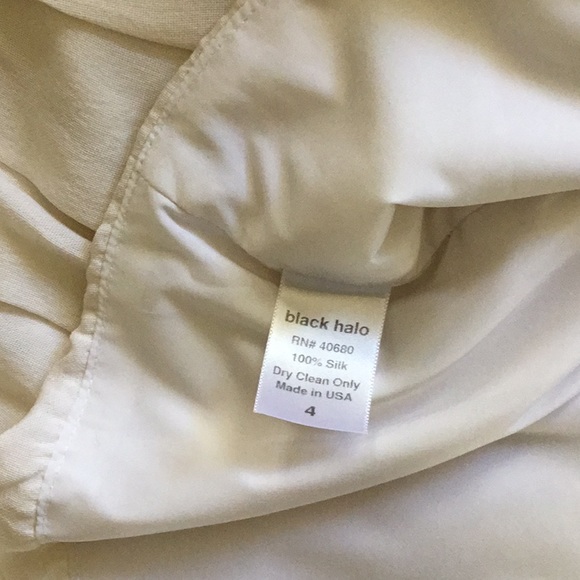 black halo
RN# 40680
100% Silk
Dry Clean Only
Made in USA
4